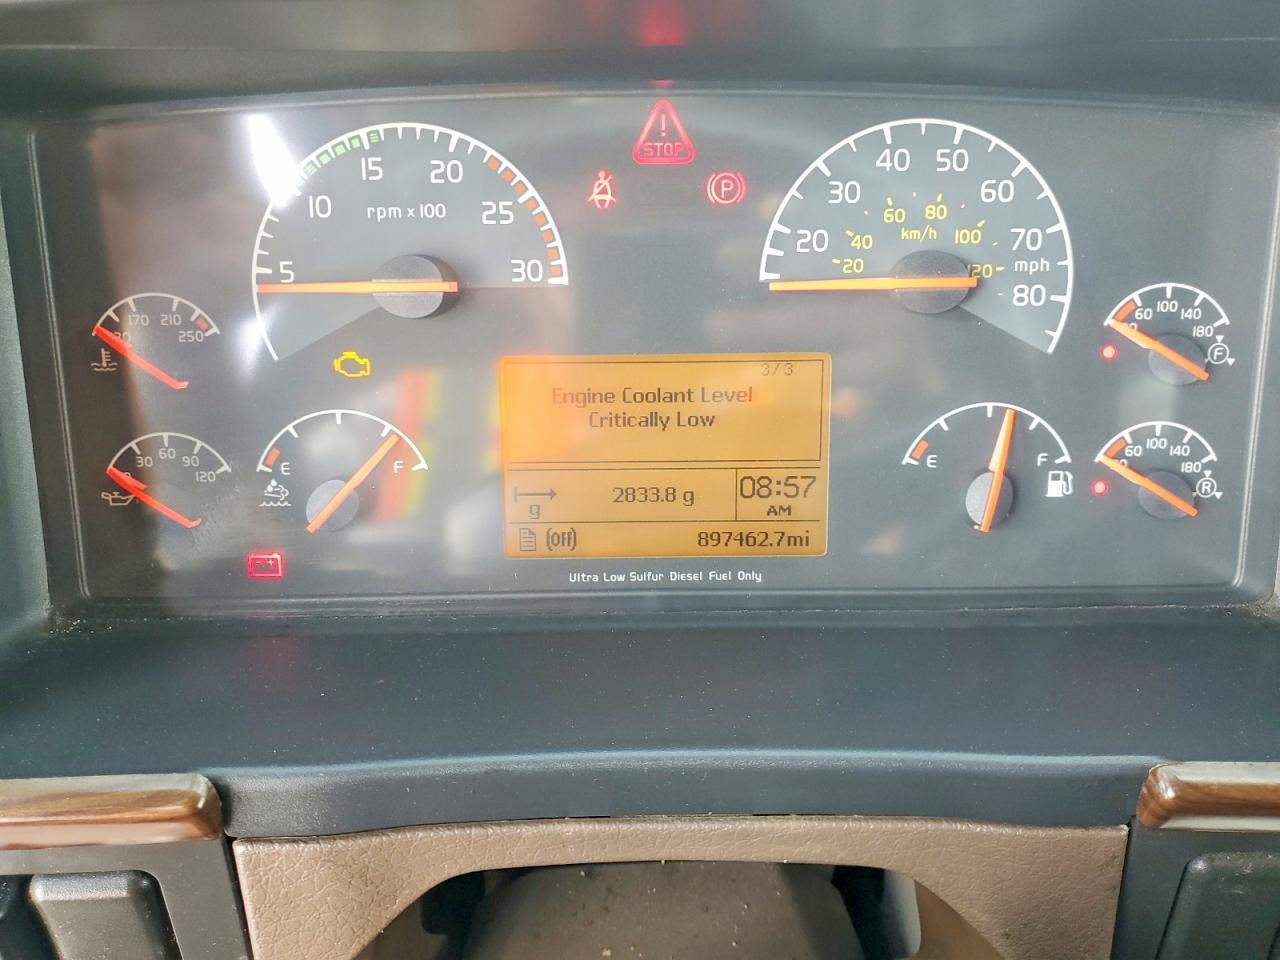 !
STOP
P
5
10
15
20
25
30
rpm x 100
20
30
40
50
60
70
80
mph
20
40
60
80
100
120
km/h
170
210
250
30
60
90
120
E
F
3/3
Engine Coolant Level
Critically Low
g
2833.8 g
08:57
AM
(OFF)
897462.7mi
Ultra Low Sulfur Diesel Fuel Only
E
F
60
100
140
180
F
60
100
140
180
R